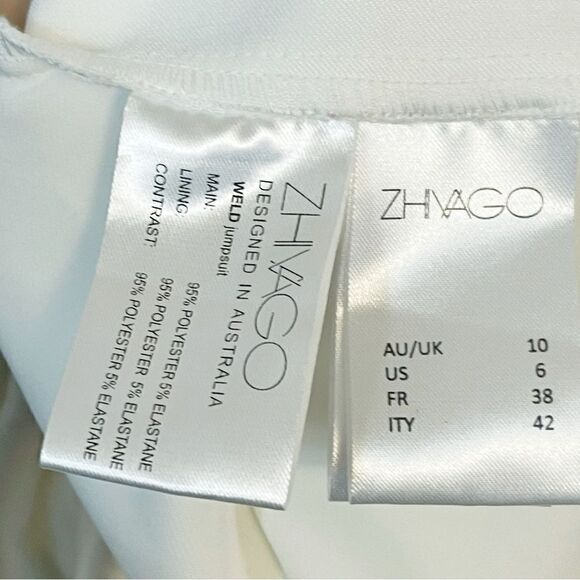 ZHIVAGO
DESIGNED IN AUSTRALIA
WELD jumpsuit
MAIN: 95% POLYESTER 5% ELASTANE
LINING 95% POLYESTER 5% ELASTANE
CONTRAST: 95% POLYESTER 5% ELASTANE
ZHIVAGO
AU/UK 10
US 6
FR 38
ITY 42